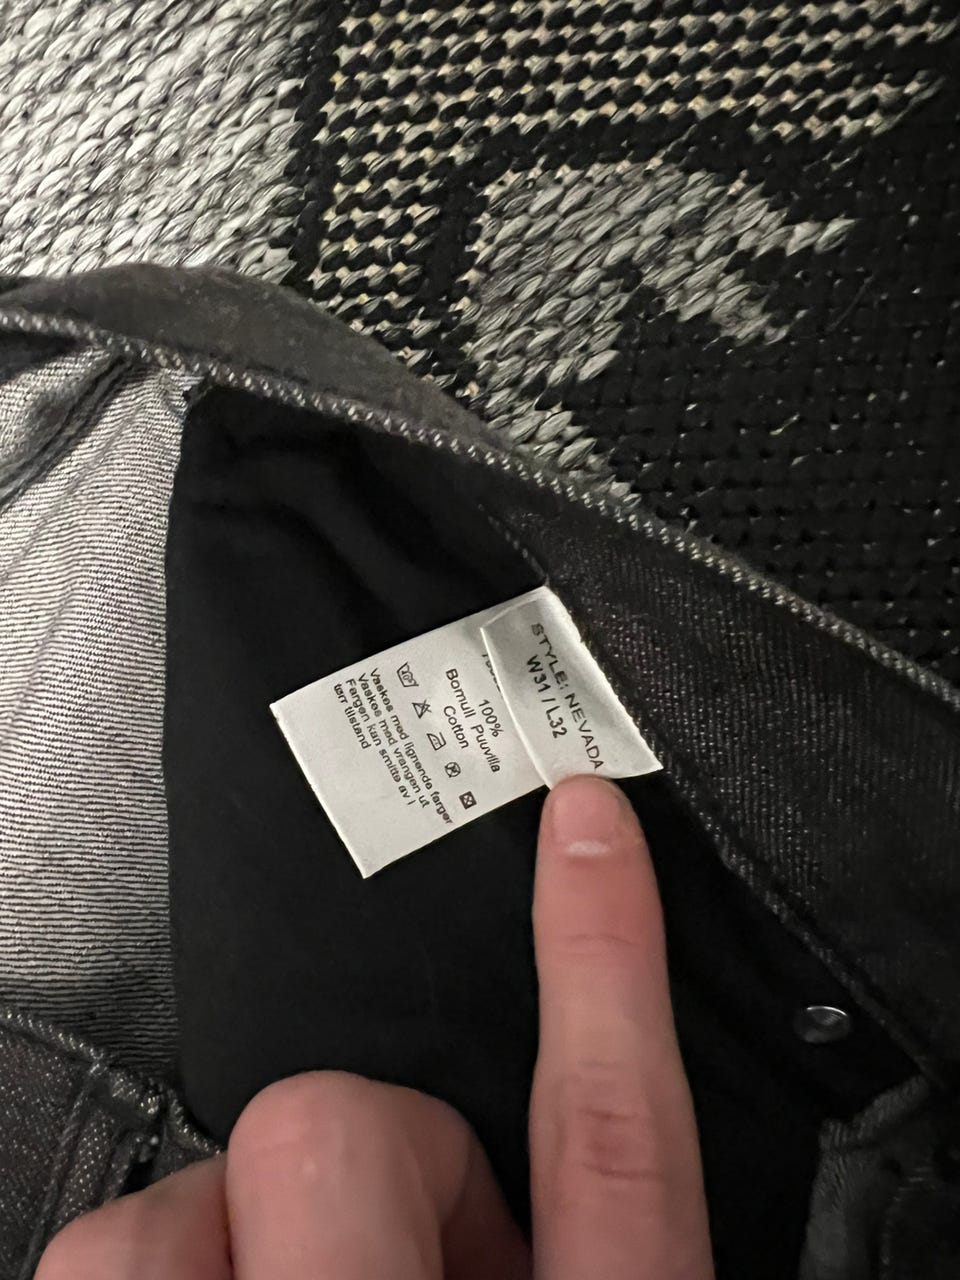 STYLE: NEVADA
W31 / L32
100%
Bomull Puuvilla
Cotton
Vaskes med lignende farger
Vaskes med vrangen ut
Fargen kan smitte av i
tørr tilstand